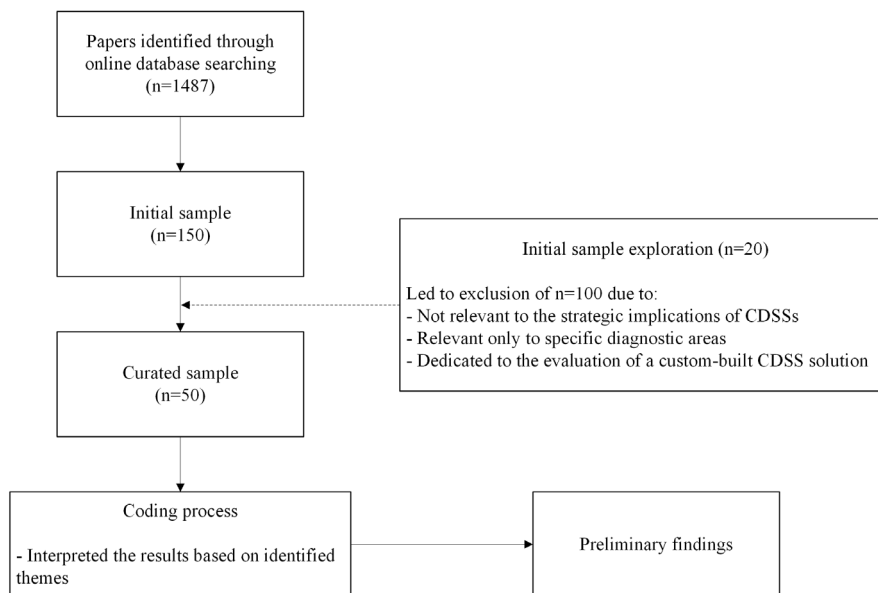 Papers identified through
online database searching
(n=1487)
Initial sample
(n=150)
Initial sample exploration (n=20)
Led to exclusion of n=100 due to:
- Not relevant to the strategic implications of CDSSs
- Relevant only to specific diagnostic areas
- Dedicated to the evaluation of a custom-built CDSS solution
Curated sample
(n=50)
Coding process
- Interpreted the results based on identified
themes
Preliminary findings